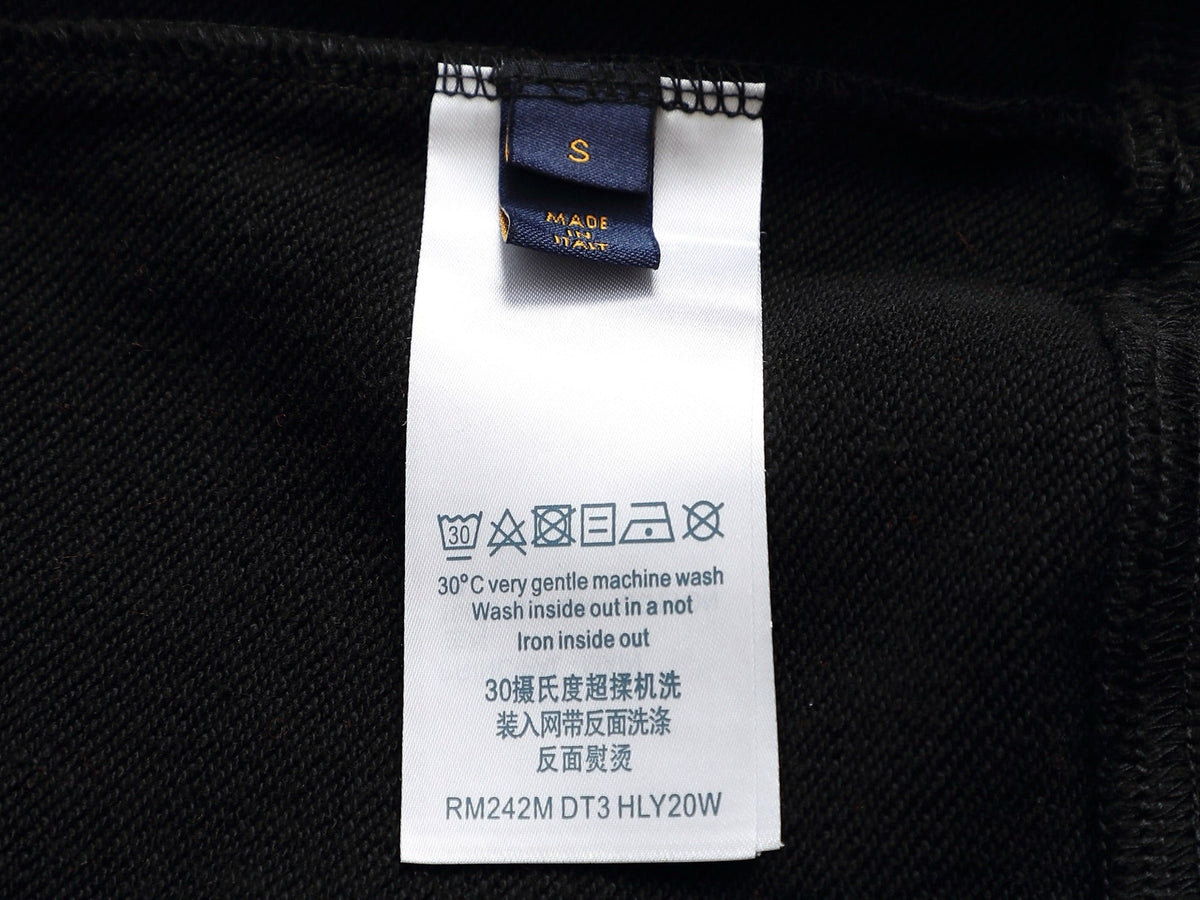 S
MADE
IN
ITALY
30
30°C very gentle machine wash
Wash inside out in a not
Iron inside out
30摄氏度超揉机洗
装入网带反面洗涤
反面熨烫
RM242M DT3 HLY20W